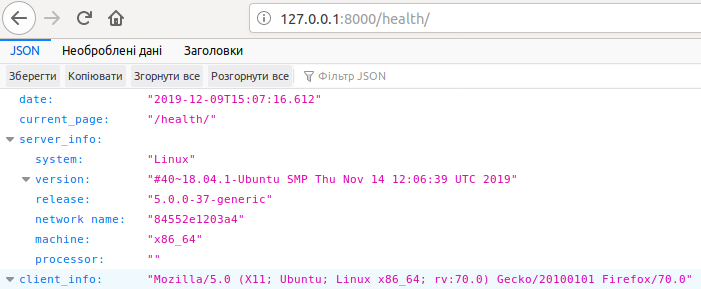 127.0.0.1:8000/health/
JSON Необроблені дані Заголовки
Зберегти Копіювати Згорнути все Розгорнути все Фільтр JSON
date: "2019-12-09T15:07:16.612"
current_page: "/health/"
server_info:
system: "Linux"
version: "#40~18.04.1-Ubuntu SMP Thu Nov 14 12:06:39 UTC 2019"
release: "5.0.0-37-generic"
network name: "84552e1203a4"
machine: "x86_64"
processor: ""
client_info: "Mozilla/5.0 (X11; Ubuntu; Linux x86_64; rv:70.0) Gecko/20100101 Firefox/70.0"